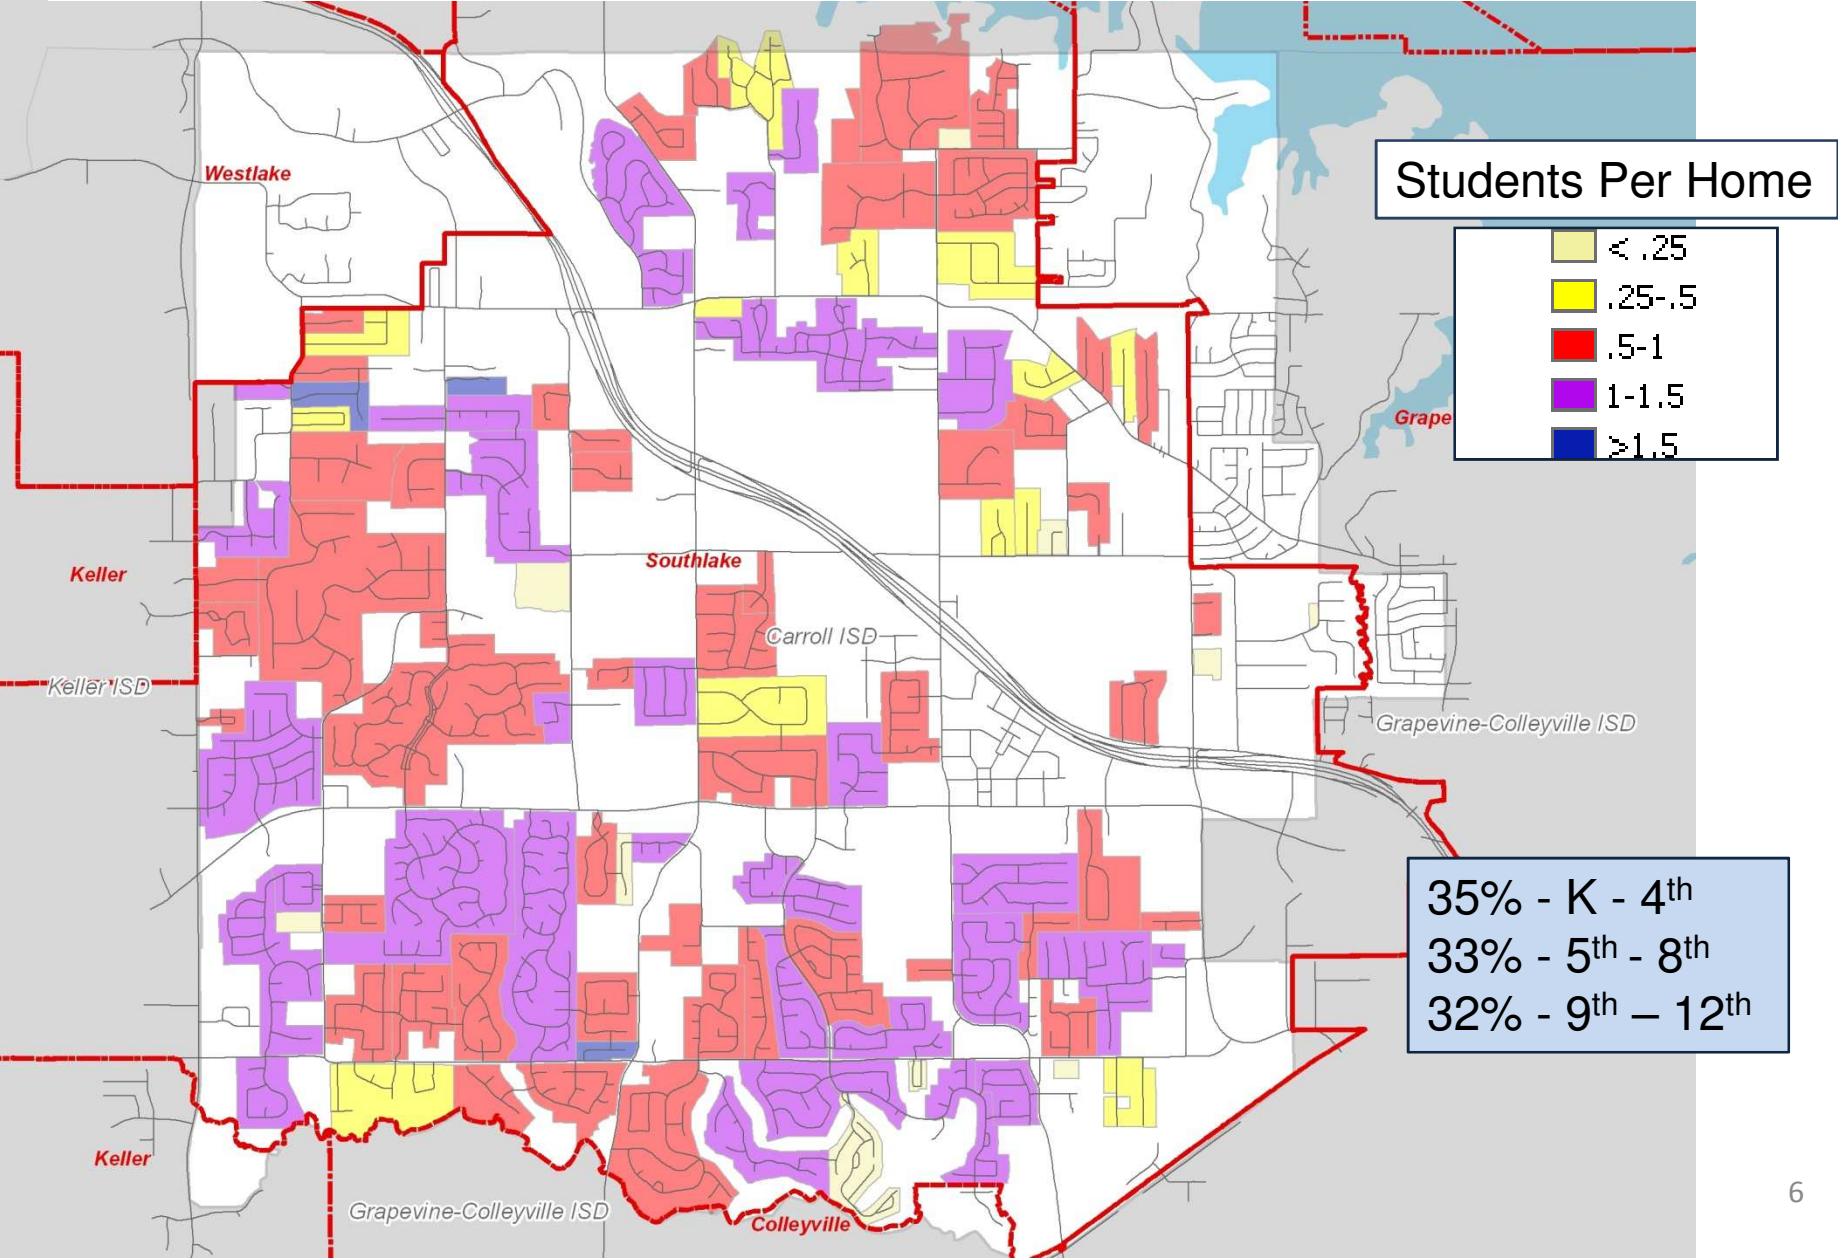 Westlake
Students Per Home
< .25
.25-.5
.5-1
1-1.5
>1.5
Grape
Southlake
Keller
Carroll ISD
Keller ISD
Grapevine-Colleyville ISD
35% - K - 4th
33% - 5th - 8th
32% - 9th – 12th
Keller
Grapevine-Colleyville ISD
Colleyville
6